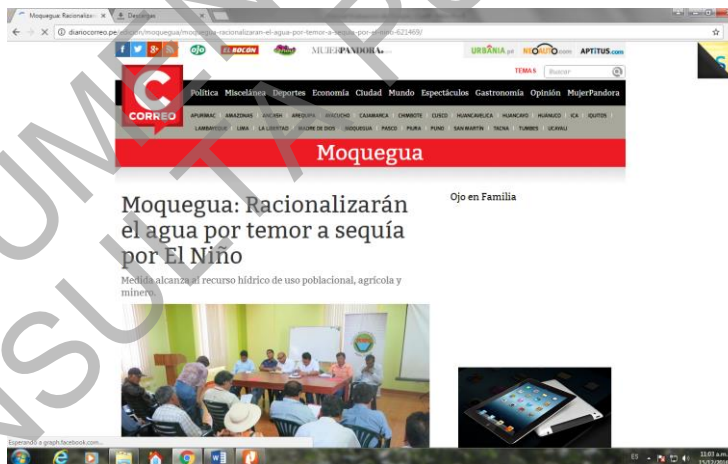 Moquegua: Racionaliza
Descargas
diariocorreo.pe/edicion/moquegua/moquegua-racionalizaran-el-agua-por-temor-a-sequia-por-el-nino-621469/
ojo EL BOCÓN MUJERPANDORA URBANIA.pe NEOAUTO.com APTiTUS.com
TEMAS Buscar
C
CORREO
Política Miscelánea Deportes Economía Ciudad Mundo Espectáculos Gastronomía Opinión MujerPandora
APURIMAC AMAZONAS ANCASH AREQUIPA AYACUCHO CAJAMARCA CHIMBOTE CUSCO HUANCAVELICA HUANCAYO HUÁNUCO ICA IQUITOS
LAMBAYEQUE LIMA LA LIBERTAD MADRE DE DIOS MOQUEGUA PASCO PIURA PUNO SAN MARTÍN TACNA TUMBES UCAYALI
Moquegua
Moquegua: Racionalizarán
el agua por temor a sequía
por El Niño
Medida alcanza al recurso hídrico de uso poblacional, agrícola y
minero.
Ojo en Familia
Esperando a graph.facebook.com...
ES
11:03 a.m.